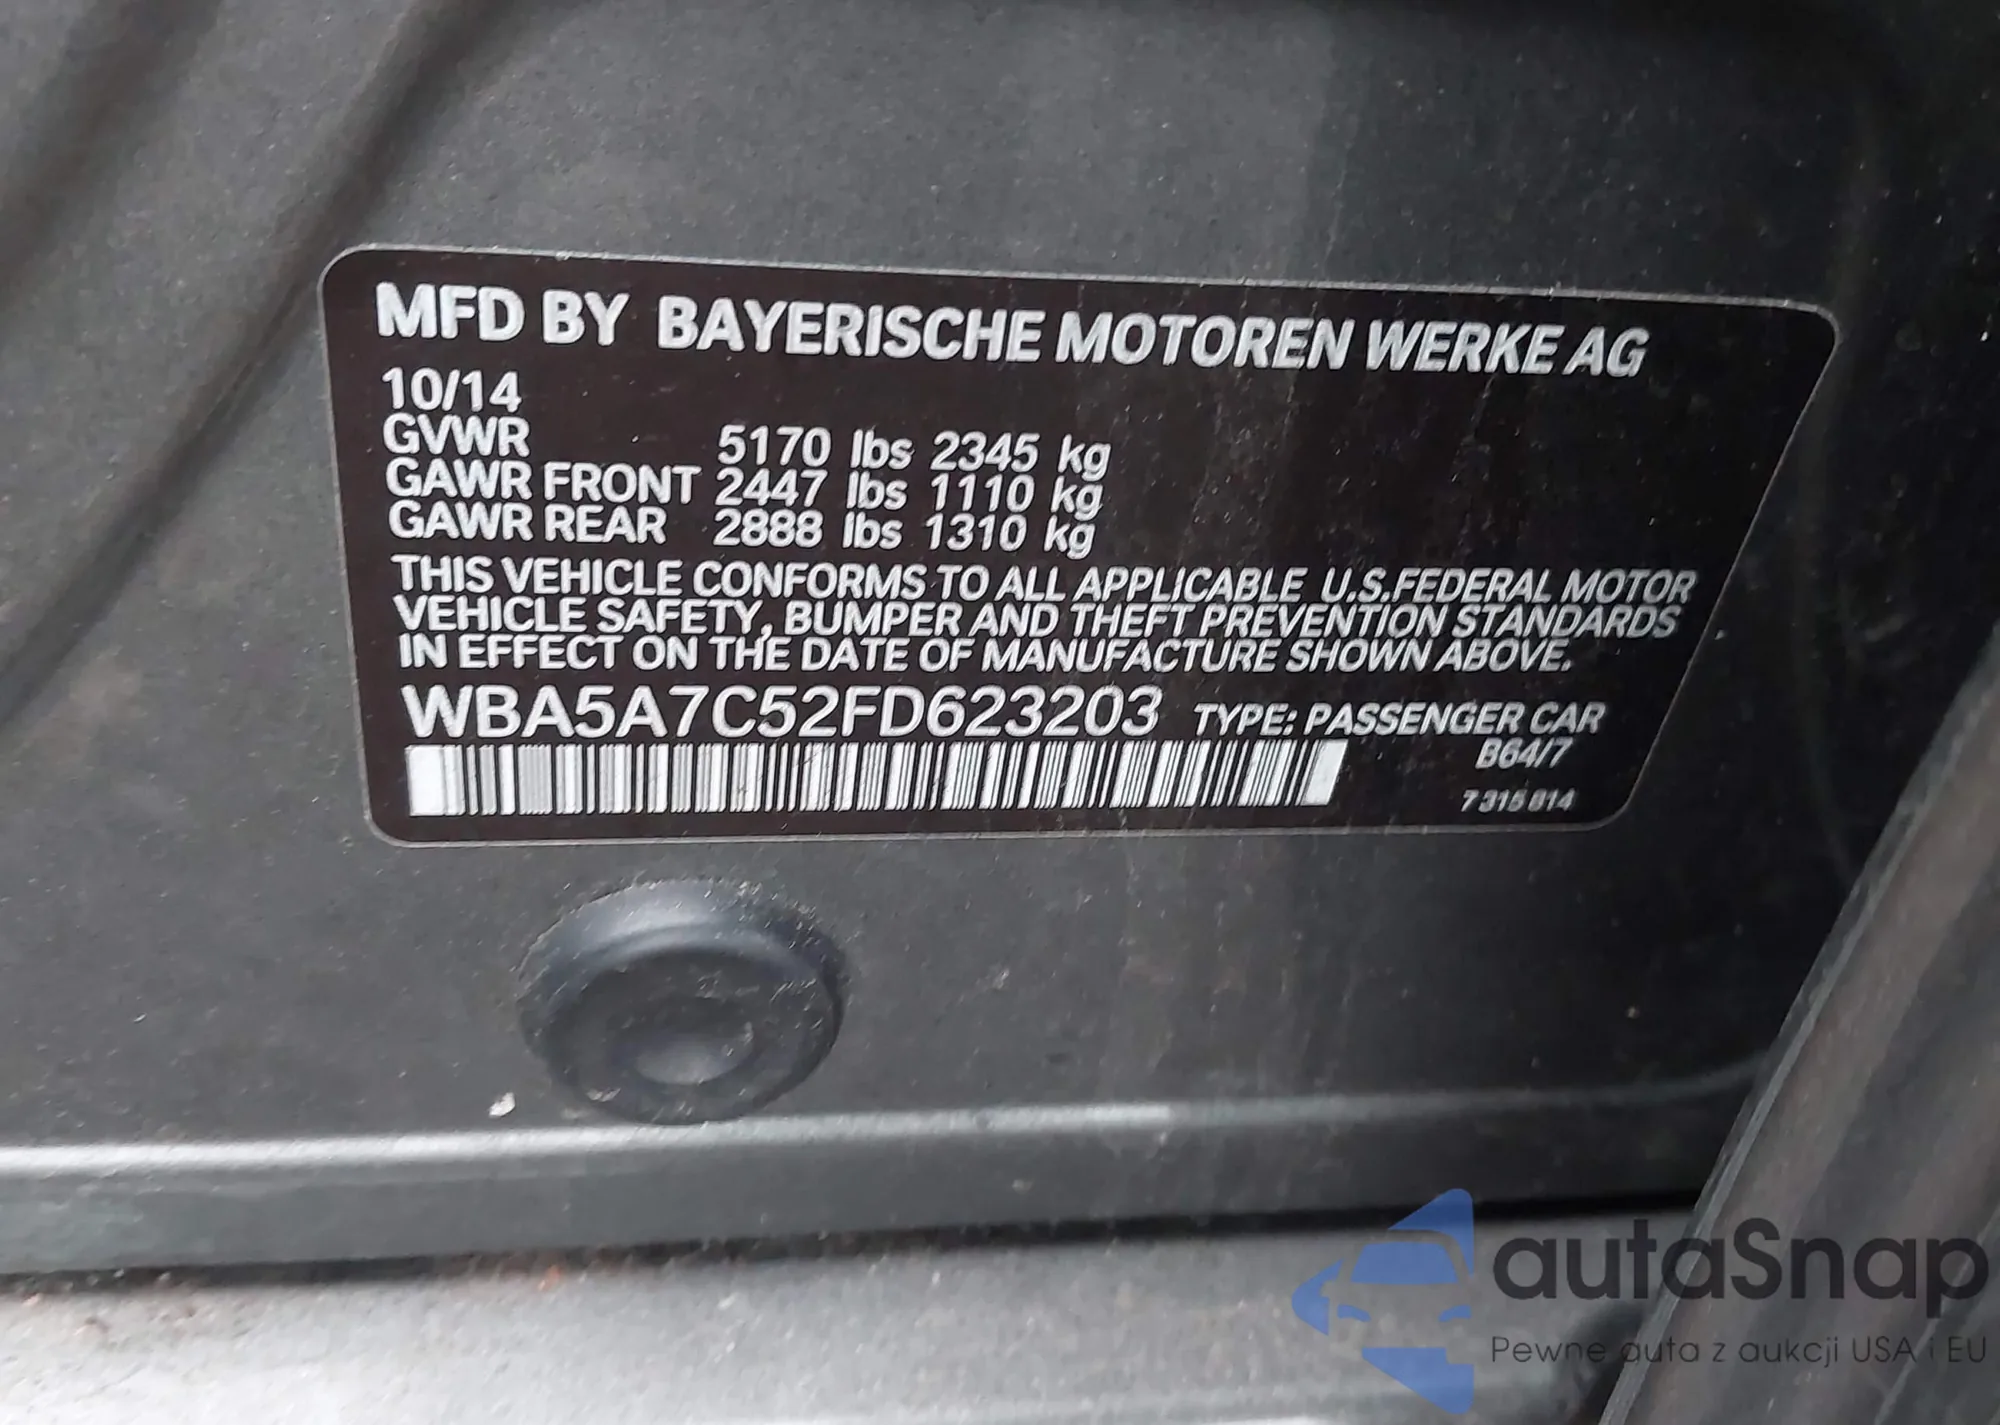 MFD BY BAYERISCHE MOTOREN WERKE AG
10/14
GVWR 5170 lbs 2345 kg
GAWR FRONT 2447 lbs 1110 kg
GAWR REAR 2888 lbs 1310 kg
THIS VEHICLE CONFORMS TO ALL APPLICABLE U.S.FEDERAL MOTOR
VEHICLE SAFETY, BUMPER AND THEFT PREVENTION STANDARDS
IN EFFECT ON THE DATE OF MANUFACTURE SHOWN ABOVE.
WBA5A7C52FD623203 TYPE: PASSENGER CAR
B64/7
7 315 814
autaSnap
Pewne auta z aukcji USA i EU